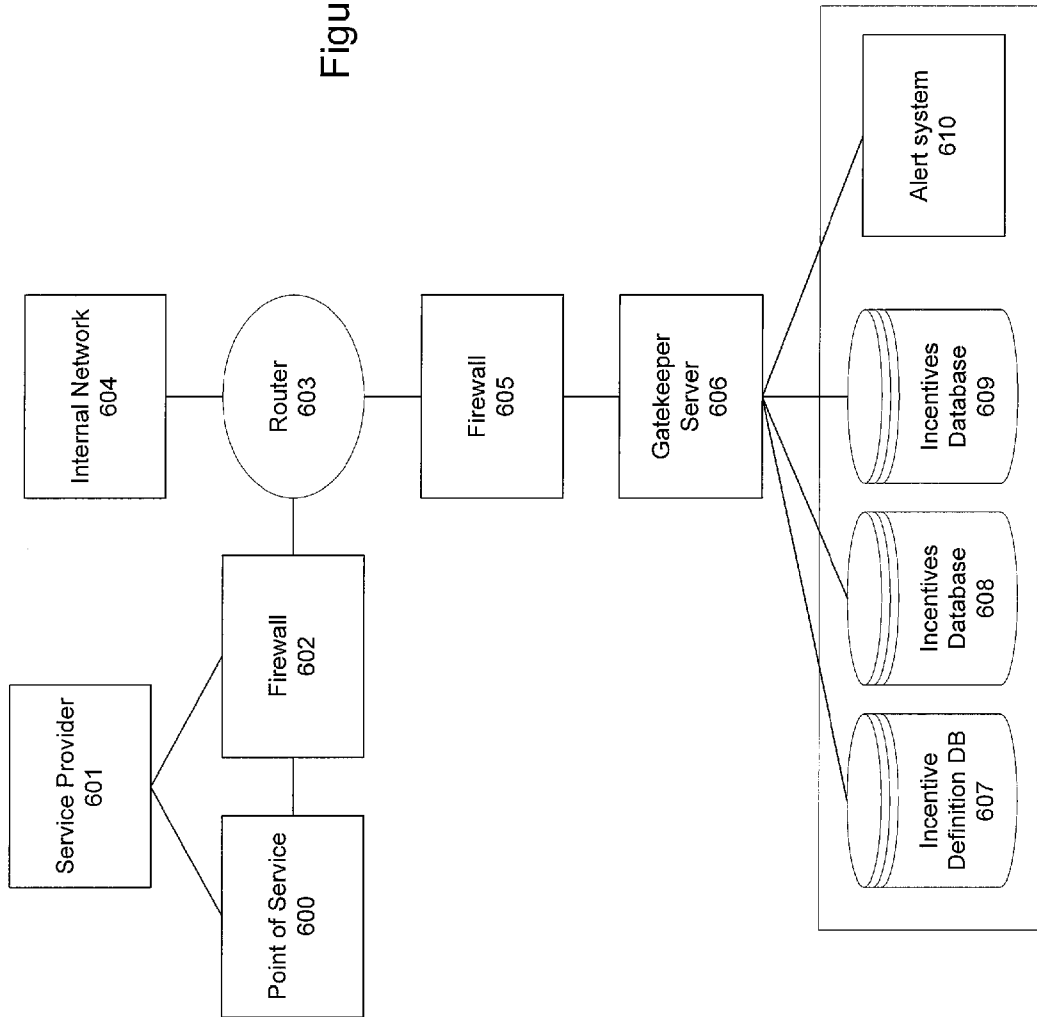 Figu
Service Provider
601
Point of Service
600
Firewall
602
Internal Network
604
Router
603
Firewall
605
Gatekeeper
Server
606
Incentive
Definition DB
607
Incentives
Database
608
Incentives
Database
609
Alert system
610